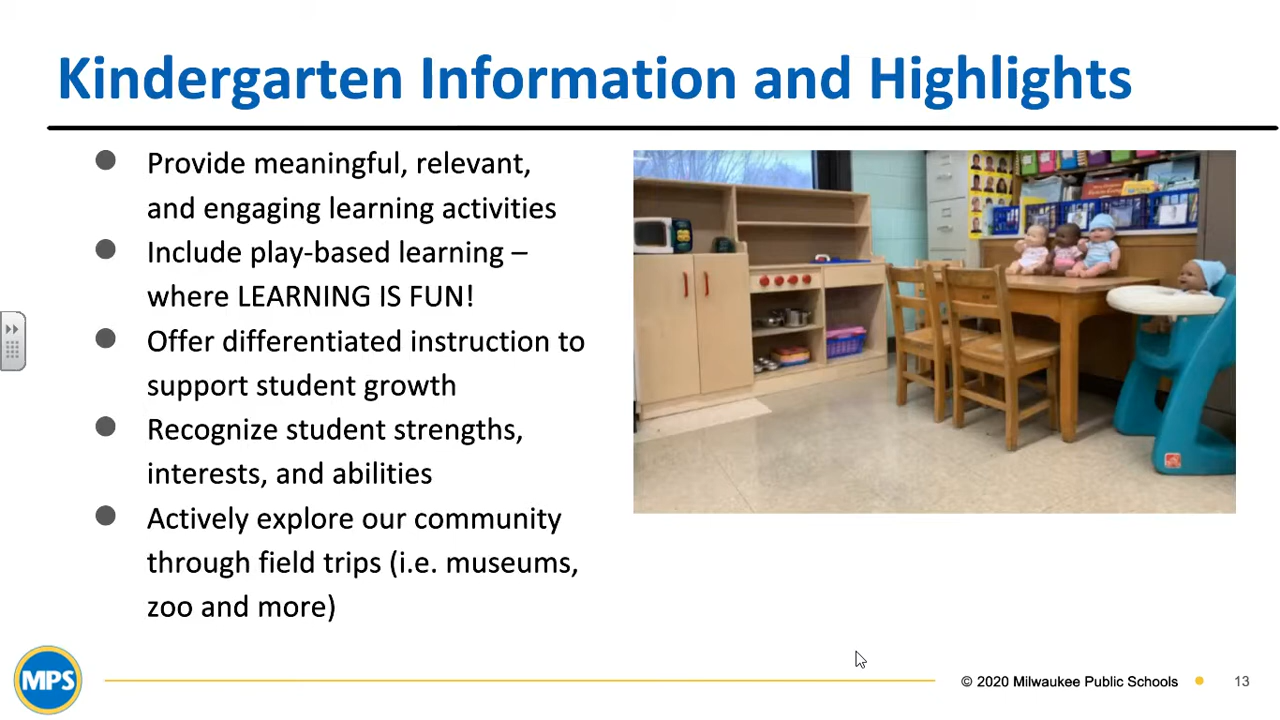 Kindergarten Information and Highlights
Provide meaningful, relevant,
and engaging learning activities
Include play-based learning –
where LEARNING IS FUN!
Offer differentiated instruction to
support student growth
Recognize student strengths,
interests, and abilities
Actively explore our community
through field trips (i.e. museums,
zoo and more)
MPS
© 2020 Milwaukee Public Schools
13